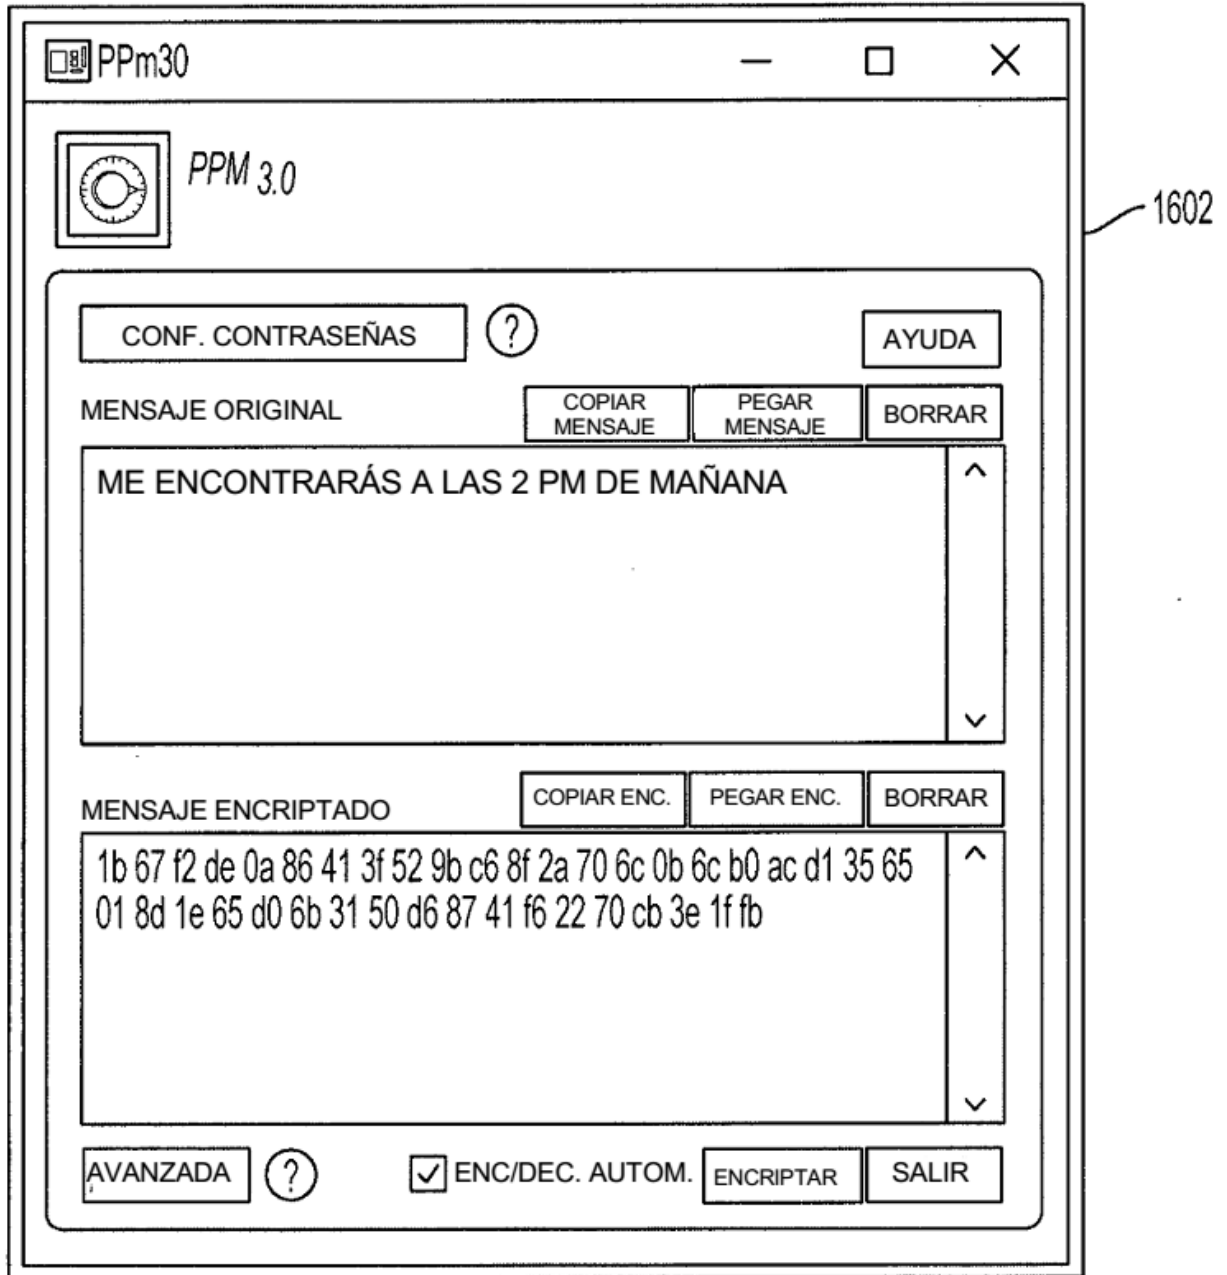 PPm30
PPM 3.0
1602
CONF. CONTRASEÑAS ? AYUDA
MENSAJE ORIGINAL
COPIAR
MENSAJE
PEGAR
MENSAJE
BORRAR
ME ENCONTRARÁS A LAS 2 PM DE MAÑANA
MENSAJE ENCRIPTADO
COPIAR ENC.
PEGAR ENC.
BORRAR
1b 67 f2 de 0a 86 41 3f 52 9b c6 8f 2a 70 6c 0b 6c b0 ac d1 35 65
01 8d 1e 65 d0 6b 31 50 d6 87 41 f6 22 70 cb 3e 1f fb
AVANZADA ? ENC/DEC. AUTOM. ENCRIPTAR SALIR